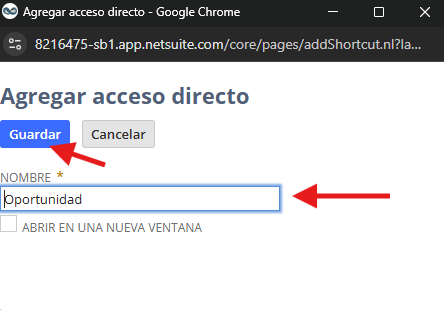 Agregar acceso directo - Google Chrome
8216475-sb1.app.netsuite.com/core/pages/addShortcut.nl?la...
Agregar acceso directo
Guardar Cancelar
NOMBRE *
Oportunidad
ABRIR EN UNA NUEVA VENTANA